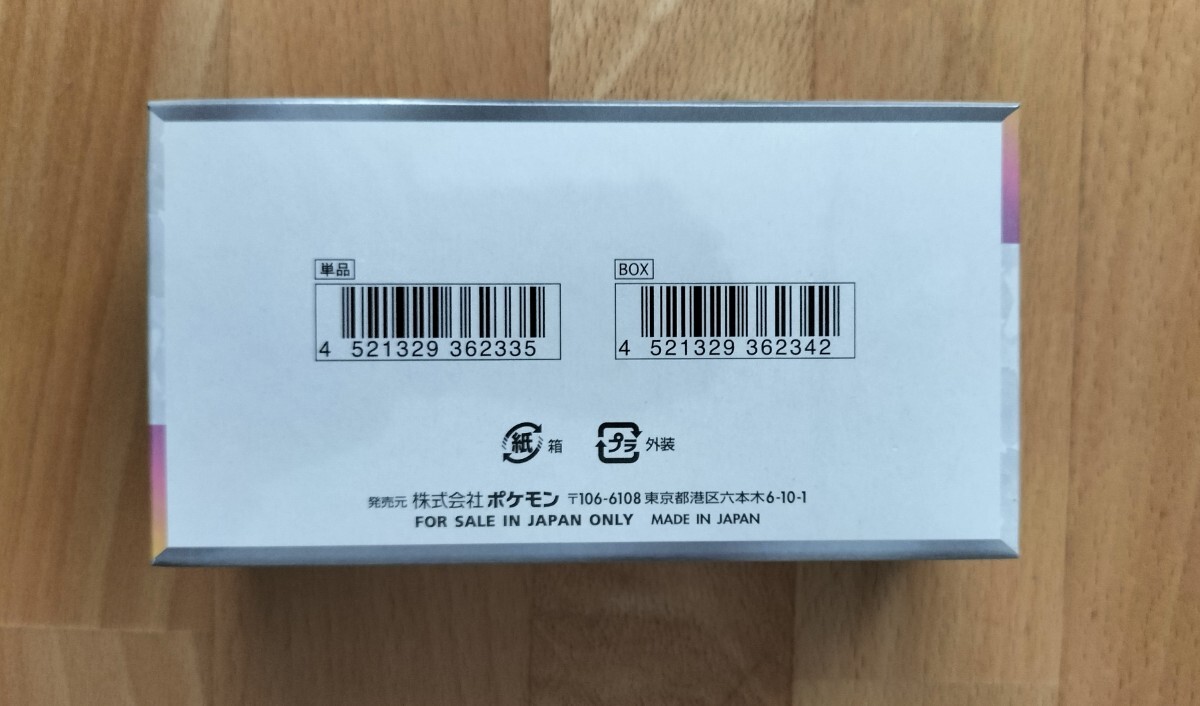 単品
BOX
4 521329 362335
4 521329 362342
紙 箱
プラ 外装
発売元 株式会社 ポケモン 〒106-6108 東京都港区六本木6-10-1
FOR SALE IN JAPAN ONLY MADE IN JAPAN